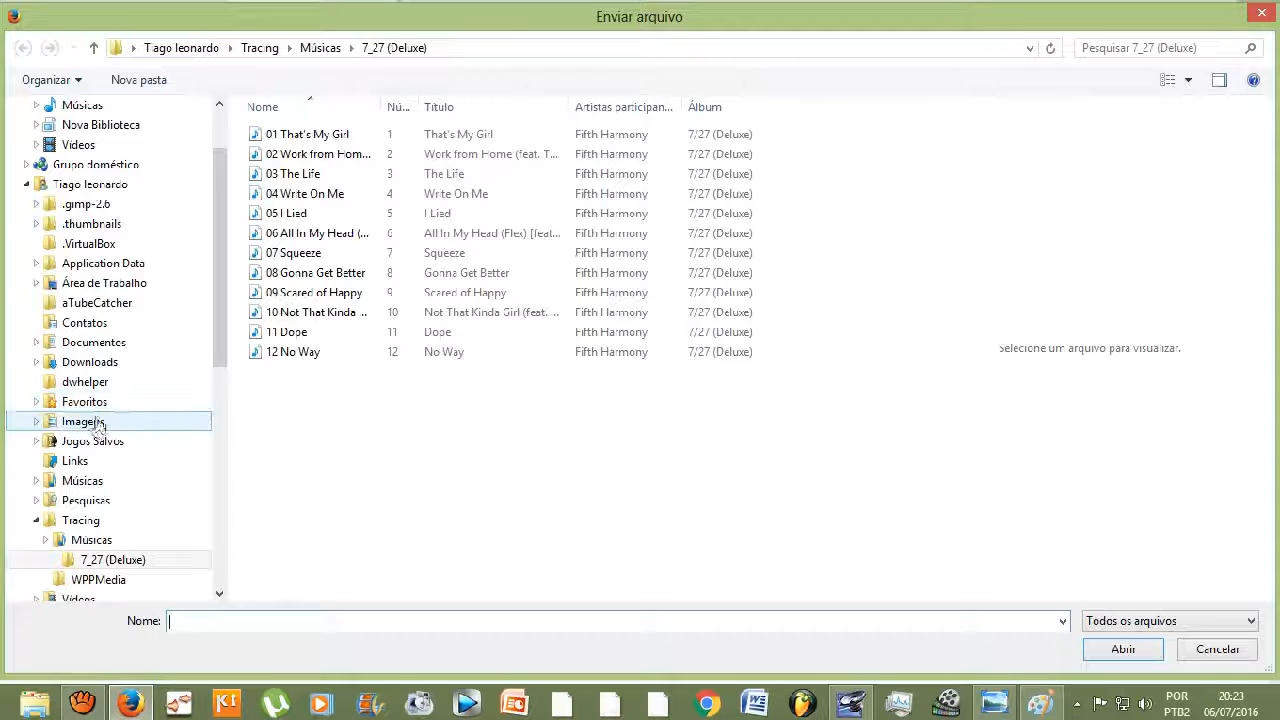 Enviar arquivo
Tiago leonardo Tracing Músicas 7_27 (Deluxe) Pesquisar 7_27 (Deluxe)
Organizar Nova pasta
Músicas
Nova Biblioteca
Vídeos
Grupo doméstico
Tiago leonardo
.gimp-2.6
.thumbnails
.VirtualBox
Application Data
Área de Trabalho
aTubeCatcher
Contatos
Documentos
Downloads
dwhelper
Favoritos
Jogos Salvos
Links
Músicas
Pesquisas
Tracing
Músicas
7_27 (Deluxe)
WPPMedia
Vídeos
Nome Nú... Título Artistas participan... Álbum
01 That's My Girl 1 That's My Girl Fifth Harmony 7/27 (Deluxe)
02 Work from Hom... 2 Work from Home (feat. T... Fifth Harmony 7/27 (Deluxe)
03 The Life 3 The Life Fifth Harmony 7/27 (Deluxe)
04 Write On Me 4 Write On Me Fifth Harmony 7/27 (Deluxe)
05 I Lied 5 I Lied Fifth Harmony 7/27 (Deluxe)
06 All In My Head (... 6 All In My Head (Flex) [feat... Fifth Harmony 7/27 (Deluxe)
07 Squeeze 7 Squeeze Fifth Harmony 7/27 (Deluxe)
08 Gonna Get Better 8 Gonna Get Better Fifth Harmony 7/27 (Deluxe)
09 Scared of Happy 9 Scared of Happy Fifth Harmony 7/27 (Deluxe)
10 Not That Kinda ... 10 Not That Kinda Girl (feat. ... Fifth Harmony 7/27 (Deluxe)
11 Dope 11 Dope Fifth Harmony 7/27 (Deluxe)
12 No Way 12 No Way Fifth Harmony 7/27 (Deluxe)
Selecione um arquivo para visualizar.
Nome: Todos os arquivos
Abrir Cancelar
POR 20:23
PTB2 06/07/2016